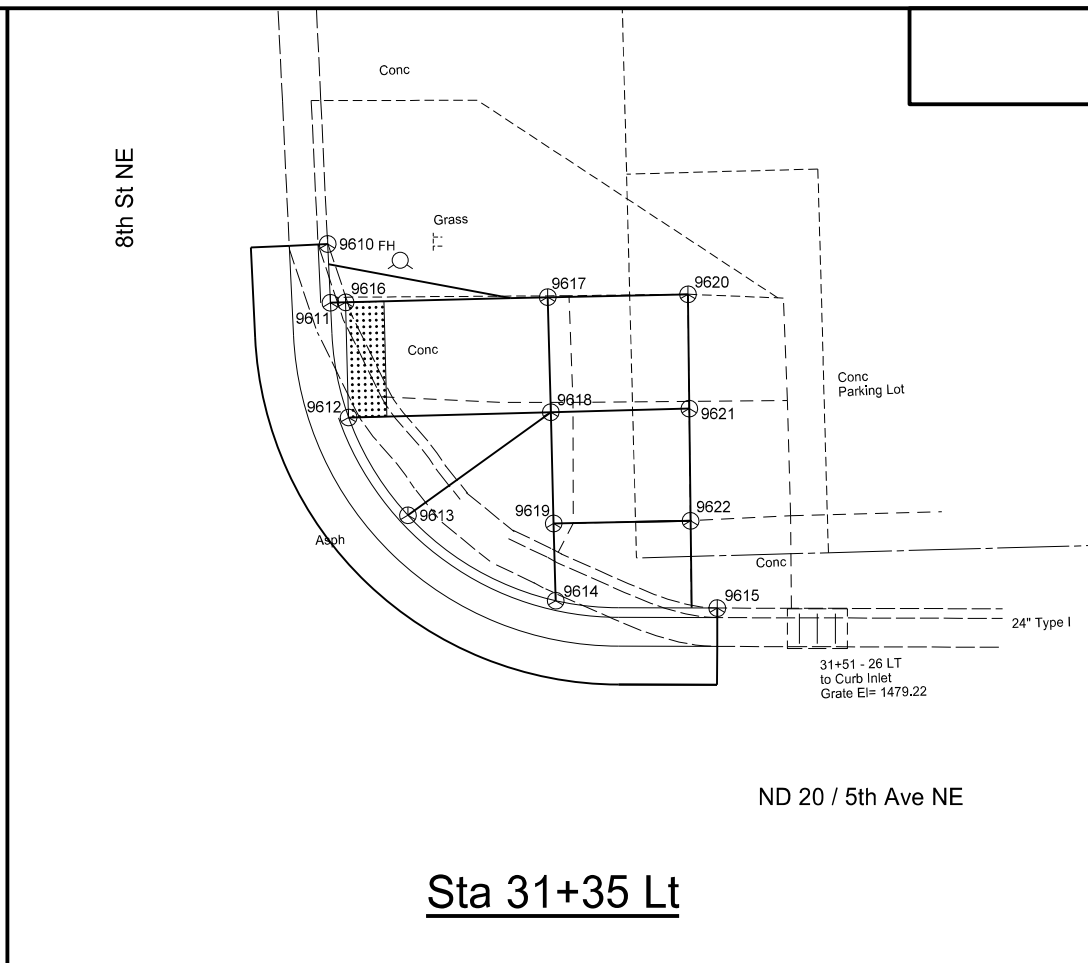 Conc
8th St NE
Grass
9610 FH
9616
9617
9620
9611
Conc
Conc
Parking Lot
9612
9618
9621
9613
9619
9622
Asph
Conc
9614
9615
24" Type I
31+51 - 26 LT
to Curb Inlet
Grate El= 1479.22
ND 20 / 5th Ave NE
Sta 31+35 Lt